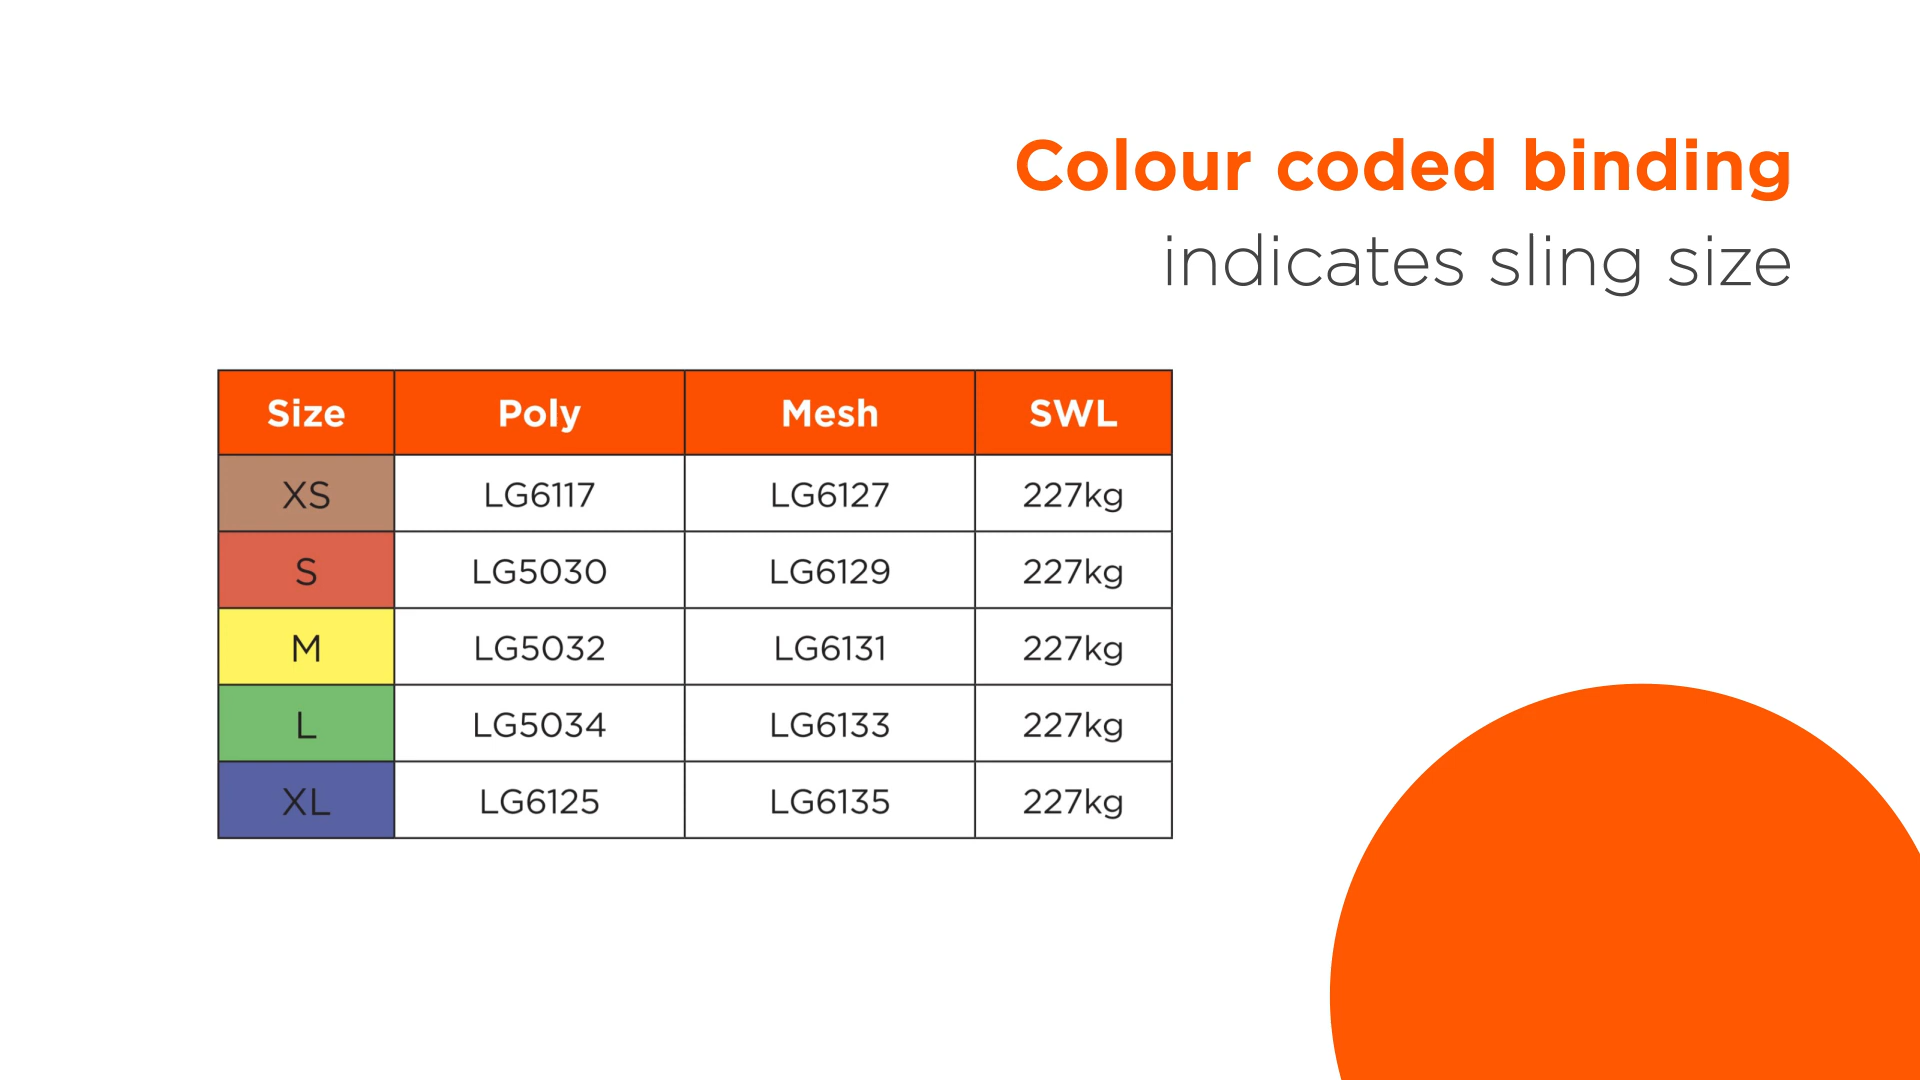 Colour coded binding
indicates sling size
Size Poly Mesh SWL
XS LG6117 LG6127 227kg
S LG5030 LG6129 227kg
M LG5032 LG6131 227kg
L LG5034 LG6133 227kg
XL LG6125 LG6135 227kg